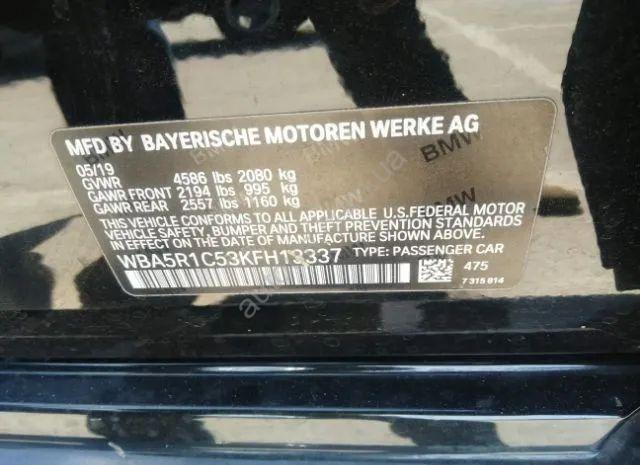 MFD BY BAYERISCHE MOTOREN WERKE AG
05/19
GVWR 4586 lbs 2080 kg
GAWR FRONT 2194 lbs 995 kg
GAWR REAR 2557 lbs 1160 kg
THIS VEHICLE CONFORMS TO ALL APPLICABLE U.S.FEDERAL MOTOR
VEHICLE SAFETY, BUMPER, AND THEFT PREVENTION STANDARDS
IN EFFECT ON THE DATE OF MANUFACTURE SHOWN ABOVE.
TYPE: PASSENGER CAR
475
7 315 814
BMW
BMW
BMW